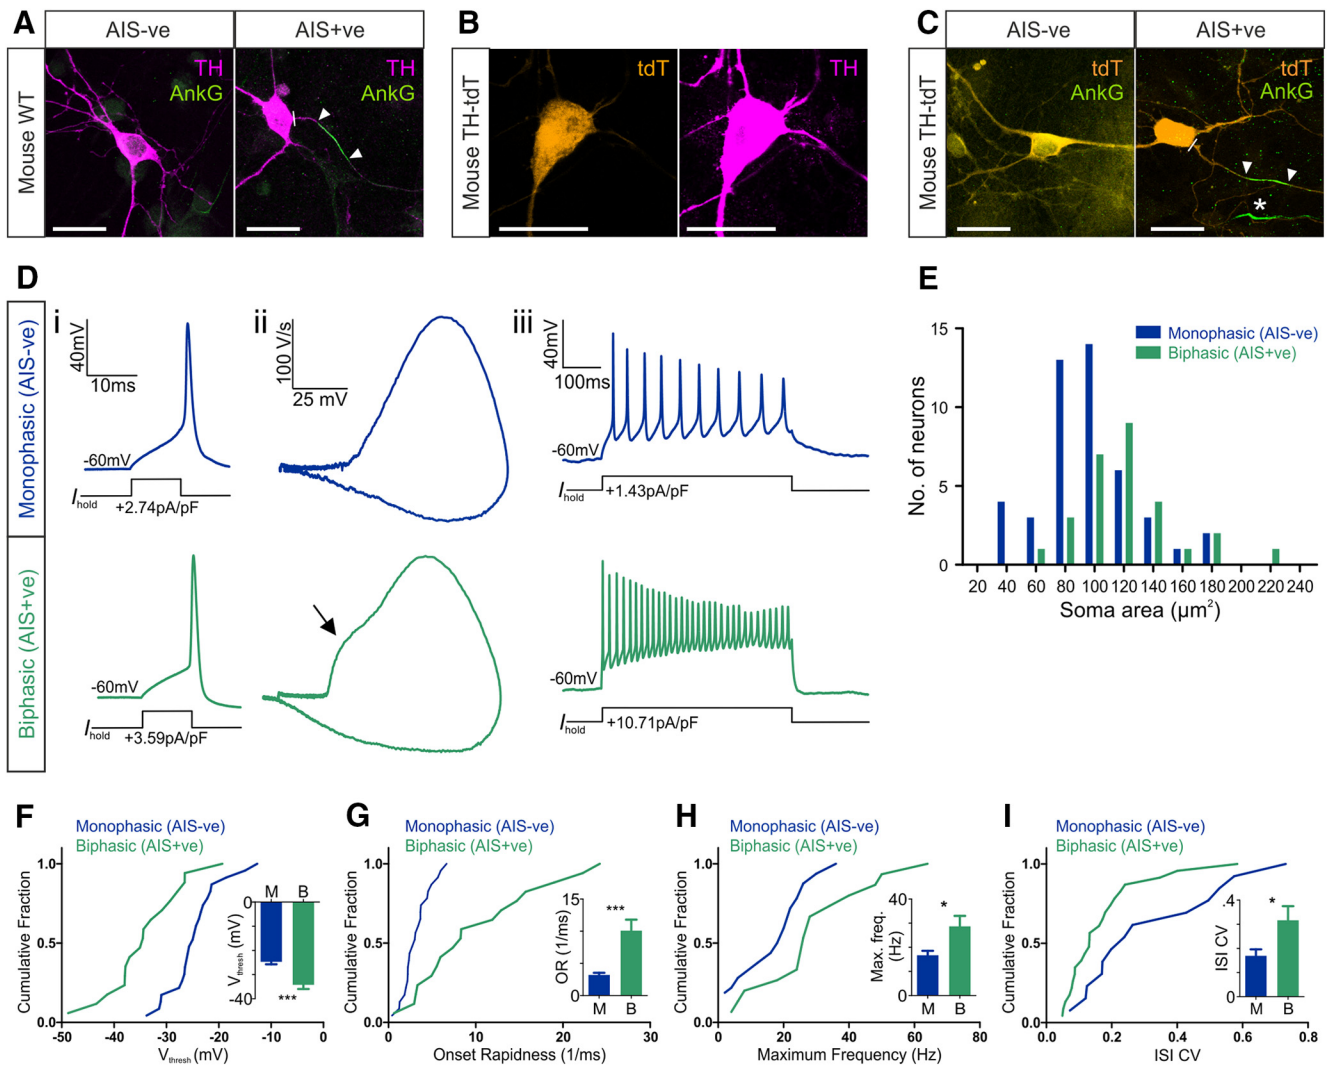 A
AIS-ve
AIS+ve
Mouse WT
TH
AnkG
TH
AnkG
B
Mouse TH-tdT
tdT
TH
C
AIS-ve
AIS+ve
Mouse TH-tdT
tdT
AnkG
tdT
AnkG
*
D
Monophasic (AIS-ve)
i
40mV
10ms
-60mV
Ihold
+2.74pA/pF
ii
100 V/s
25 mV
iii
40mV
100ms
-60mV
Ihold
+1.43pA/pF
Biphasic (AIS+ve)
-60mV
Ihold
+3.59pA/pF
-60mV
Ihold
+10.71pA/pF
E
Monophasic (AIS-ve)
Biphasic (AIS+ve)
No. of neurons
15
10
5
0
20 40 60 80 100 120 140 160 180 200 220 240
Soma area (µm²)
F
Monophasic (AIS-ve)
Biphasic (AIS+ve)
Cumulative Fraction
1.0
0.5
0.0
-50 -40 -30 -20 -10 0
Vthresh (mV)
M B
0
-40
Vthresh (mV)
***
G
Monophasic (AIS-ve)
Biphasic (AIS+ve)
Cumulative Fraction
1.0
0.5
0.0
0 10 20 30
Onset Rapidness (1/ms)
OR (1/ms)
15
0
***
M B
H
Monophasic (AIS-ve)
Biphasic (AIS+ve)
Cumulative Fraction
1.0
0.5
0.0
0 20 40 60 80
Maximum Frequency (Hz)
Max. freq.
(Hz)
40
0
*
M B
I
Monophasic (AIS-ve)
Biphasic (AIS+ve)
Cumulative Fraction
1.0
0.5
0.0
0.0 0.2 0.4 0.6 0.8
ISI CV
ISI CV
.4
0
*
M B